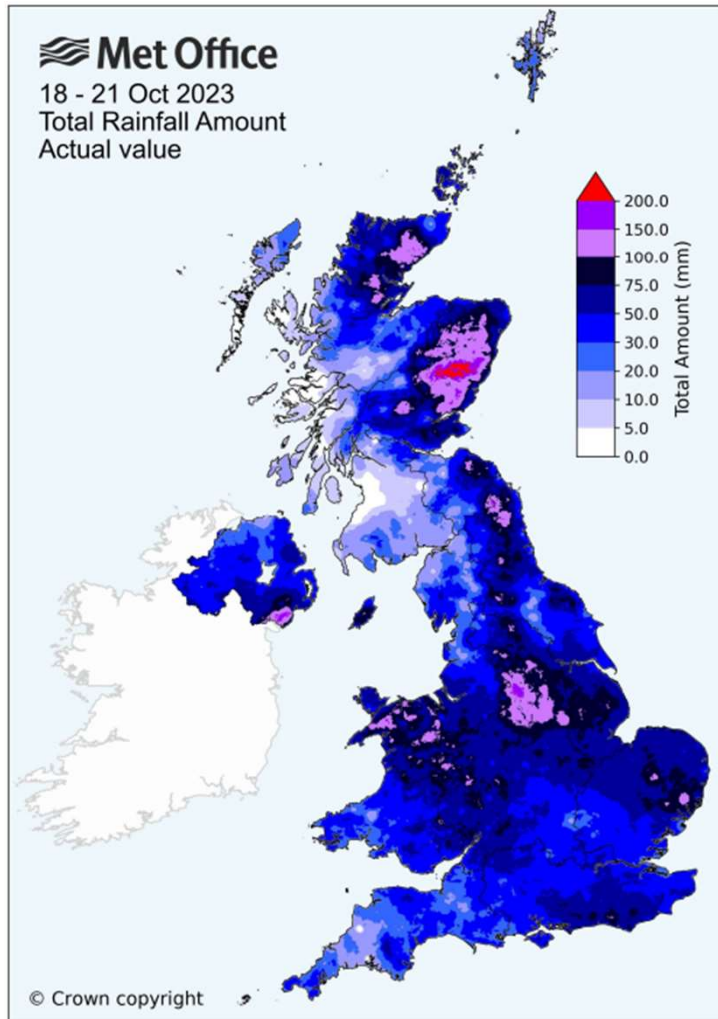 Met Office
18 - 21 Oct 2023
Total Rainfall Amount
Actual value
200.0
150.0
100.0
75.0
50.0
30.0
20.0
10.0
5.0
0.0
Total Amount (mm)
© Crown copyright